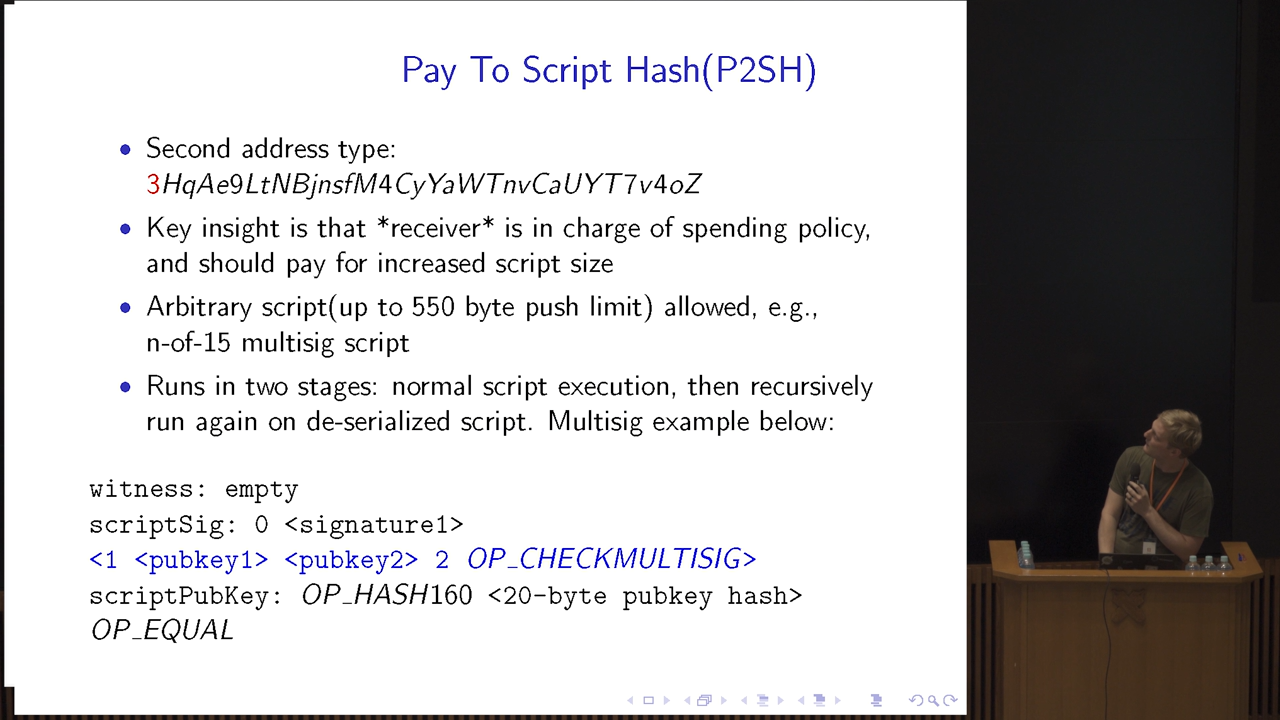 Pay To Script Hash(P2SH)
Second address type:
3HqAe9LtNBjnsfM4CyYaWTnvCaUYT7v4oZ
Key insight is that *receiver* is in charge of spending policy,
and should pay for increased script size
Arbitrary script(up to 550 byte push limit) allowed, e.g.,
n-of-15 multisig script
Runs in two stages: normal script execution, then recursively
run again on de-serialized script. Multisig example below:
witness: empty
scriptSig: 0 <signature1>
<1 <pubkey1> <pubkey2> 2 OP_CHECKMULTISIG>
scriptPubKey: OP_HASH160 <20-byte pubkey hash>
OP_EQUAL